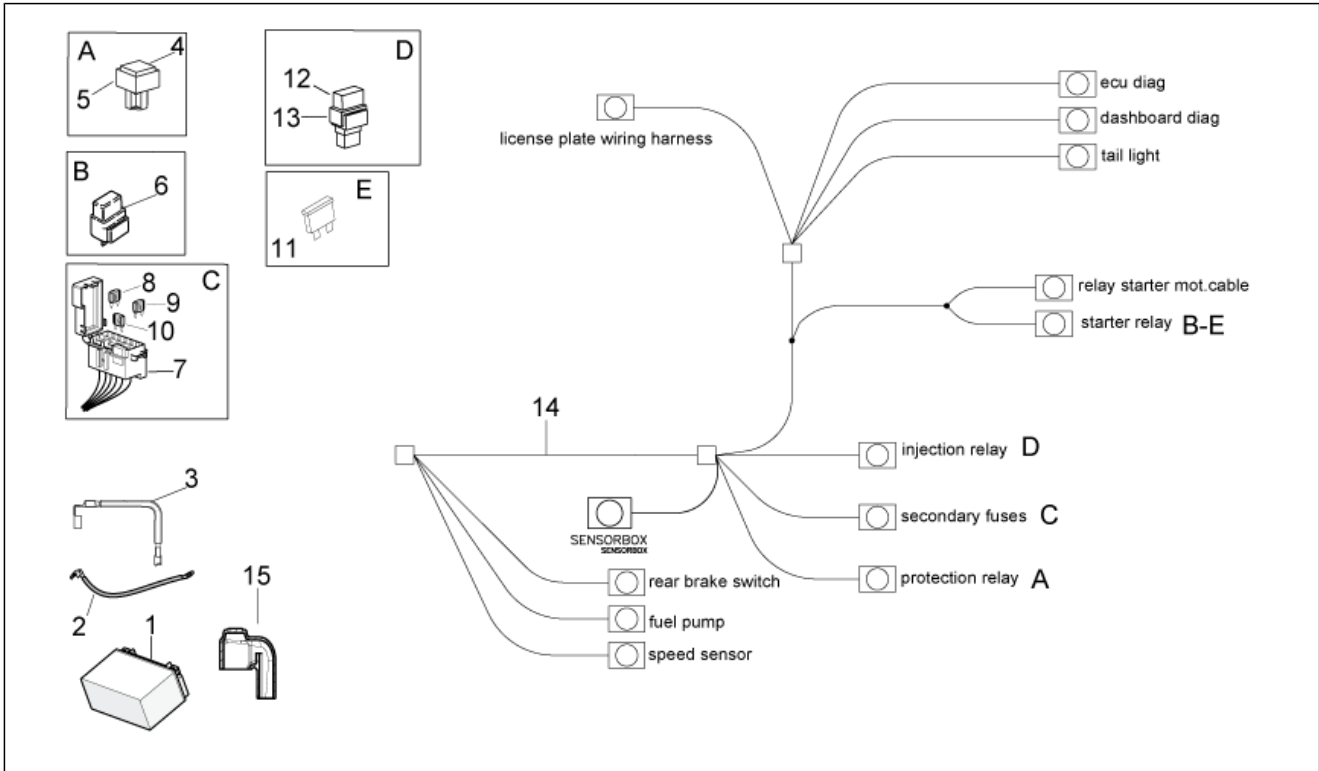 A
4
5
D
12
13
B
6
E
11
C
8
9
10
7
license plate wiring harness
ecu diag
dashboard diag
tail light
relay starter mot.cable
starter relay B-E
14
injection relay D
SENSORBOX
SENSORBOX
secondary fuses C
protection relay A
rear brake switch
fuel pump
speed sensor
3
2
1
15